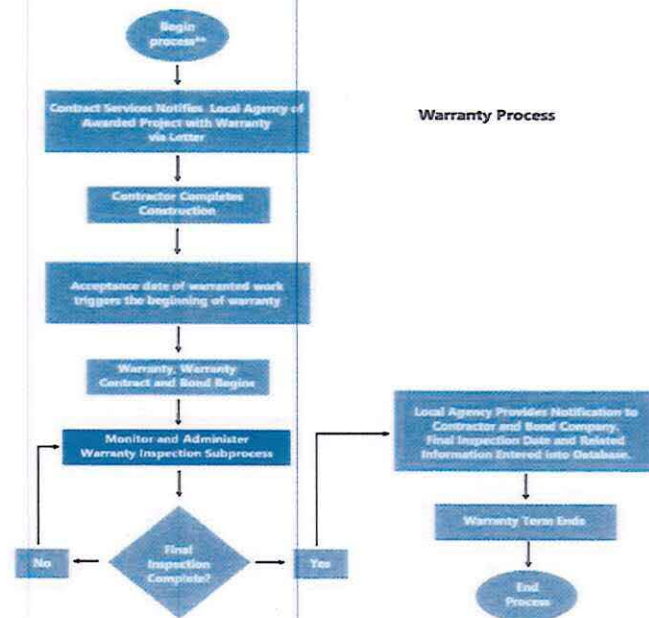 Begin
process**
Contract Services Notifies Local Agency of
Awarded Project with Warranty
via Letter
Warranty Process
Contractor Completes
Construction
Acceptance date of warranted work
triggers the beginning of warranty
Warranty, Warranty
Contract and Bond Begins
Monitor and Administer
Warranty Inspection Subprocess
Local Agency Provides Notification to
Contractor and Bond Company.
Final Inspection Date and Related
Information Entered into Database.
Warranty Term Ends
No
Final
Inspection
Complete?
Yes
End
Process